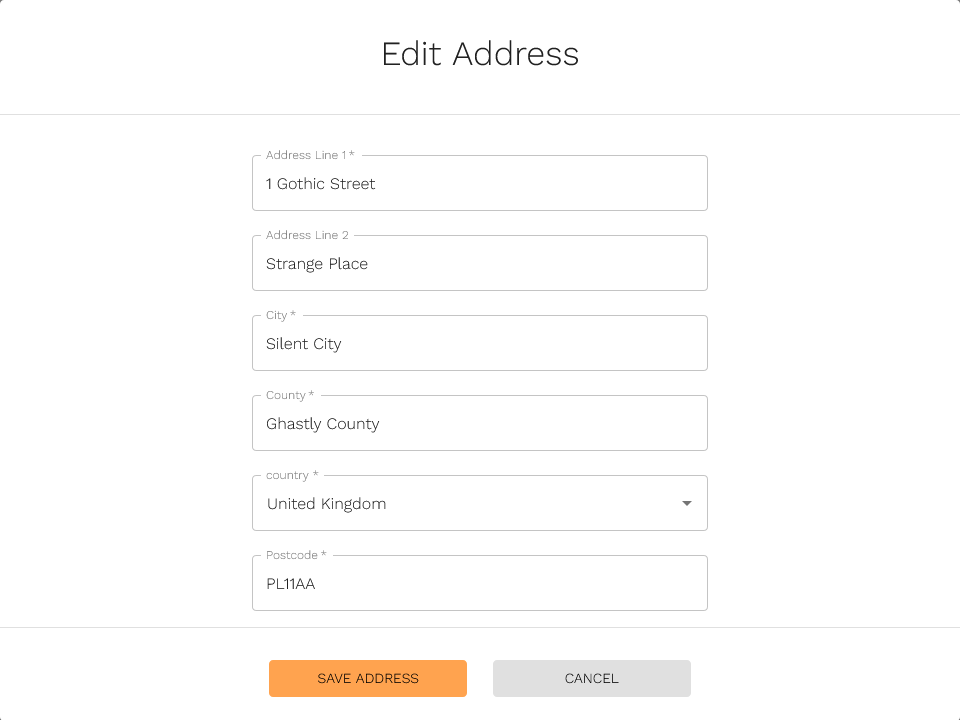 Edit Address
Address Line 1 *
1 Gothic Street
Address Line 2
Strange Place
City *
Silent City
County *
Ghastly County
country *
United Kingdom
Postcode *
PL11AA
SAVE ADDRESS
CANCEL